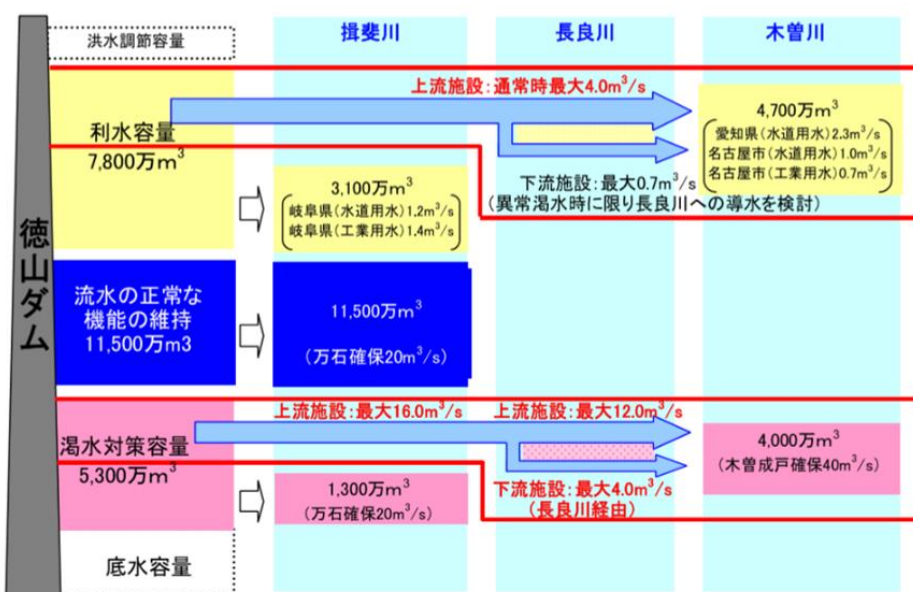 徳山ダム
洪水調節容量
揖斐川
長良川
木曽川
上流施設:通常時最大4.0m³/s
利水容量
7,800万m³
4,700万m³
愛知県(水道用水)2.3m³/s
名古屋市(水道用水)1.0m³/s
名古屋市(工業用水)0.7m³/s
下流施設:最大0.7m³/s
(異常渇水時に限り長良川への導水を検討)
3,100万m³
岐阜県(水道用水)1.2m³/s
岐阜県(工業用水)1.4m³/s
流水の正常な
機能の維持
11,500万m3
11,500万m³
(万石確保20m³/s)
上流施設:最大16.0m³/s
上流施設:最大12.0m³/s
渇水対策容量
5,300万m³
4,000万m³
(木曽成戸確保40m³/s)
1,300万m³
(万石確保20m³/s)
下流施設:最大4.0m³/s
(長良川経由)
底水容量